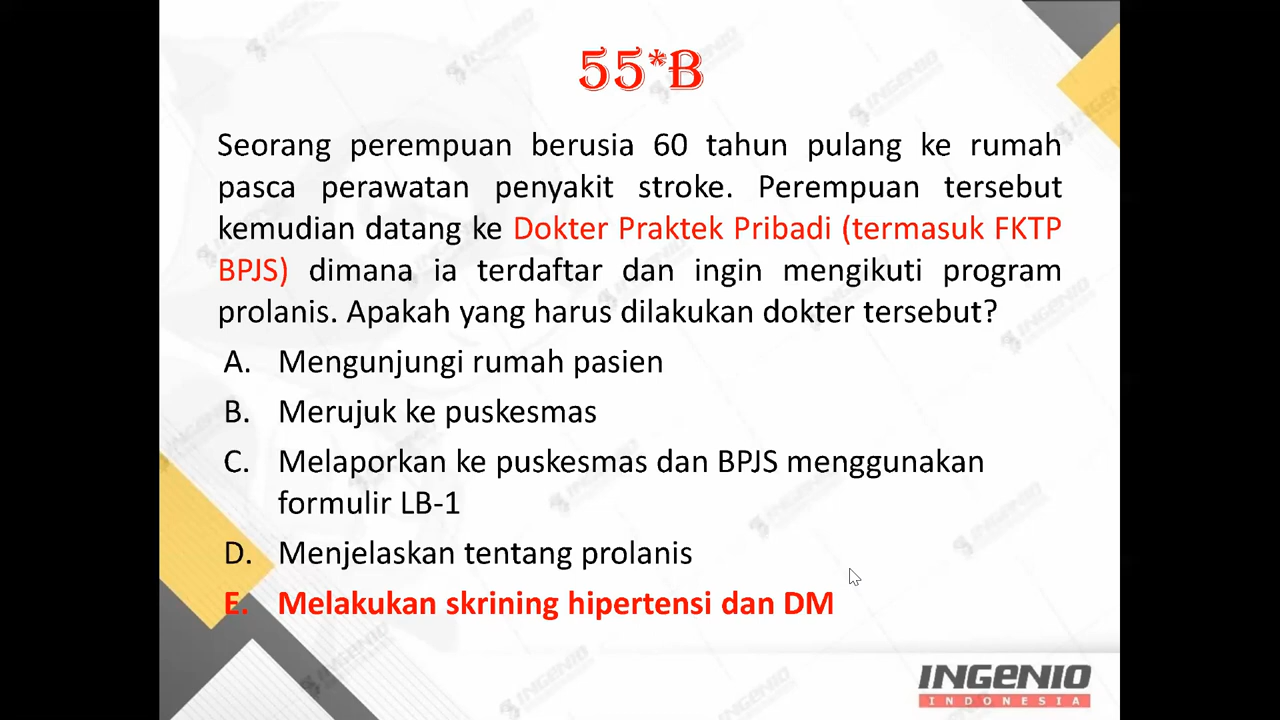 55*B
Seorang perempuan berusia 60 tahun pulang ke rumah
pasca perawatan penyakit stroke. Perempuan tersebut
kemudian datang ke Dokter Praktek Pribadi (termasuk FKTP
BPJS) dimana ia terdaftar dan ingin mengikuti program
prolanis. Apakah yang harus dilakukan dokter tersebut?
A. Mengunjungi rumah pasien
B. Merujuk ke puskesmas
C. Melaporkan ke puskesmas dan BPJS menggunakan
formulir LB-1
D. Menjelaskan tentang prolanis
E. Melakukan skrining hipertensi dan DM
INGENIO
INDONESIA